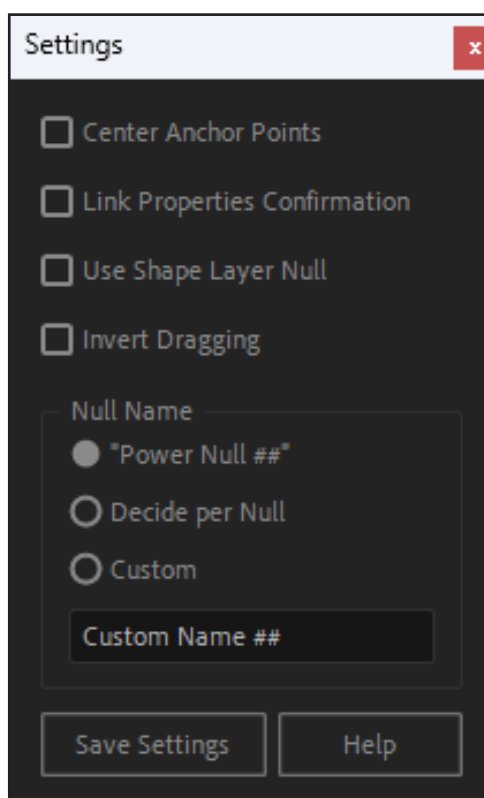 Settings
x
Center Anchor Points
Link Properties Confirmation
Use Shape Layer Null
Invert Dragging
Null Name
"Power Null ##"
Decide per Null
Custom
Custom Name ##
Save Settings
Help